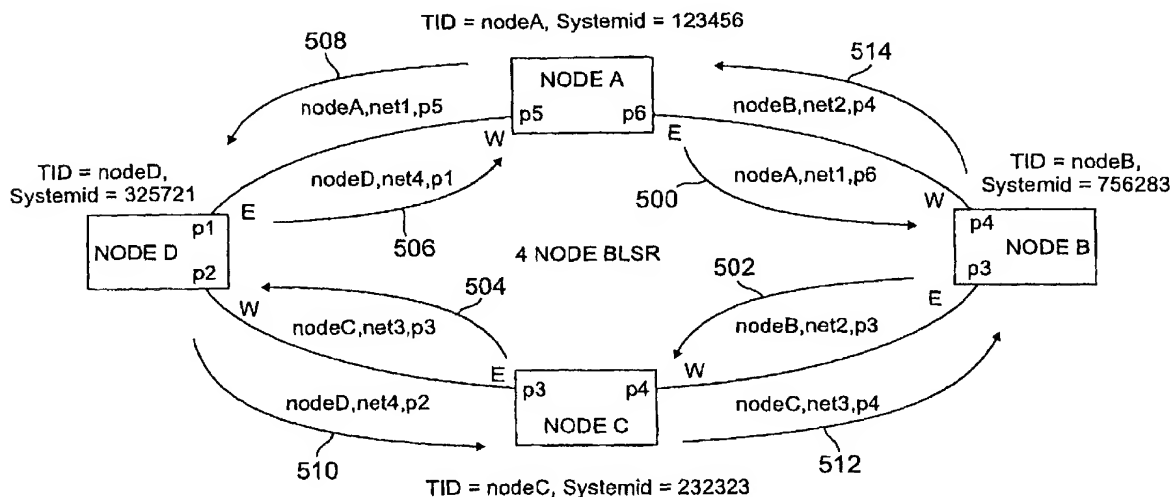 TID = nodeA, Systemid = 123456
508
514
NODE A
nodeA,net1,p5
p5
p6
nodeB,net2,p4
W
E
TID = nodeD,
Systemid = 325721
nodeD,net4,p1
500
nodeA,net1,p6
TID = nodeB,
Systemid = 756283
E
W
p1
506
p4
NODE D
4 NODE BLSR
NODE B
p2
504
502
p3
W
E
nodeC,net3,p3
nodeB,net2,p3
E
W
p3
p4
nodeD,net4,p2
NODE C
nodeC,net3,p4
510
512
TID = nodeC, Systemid = 232323